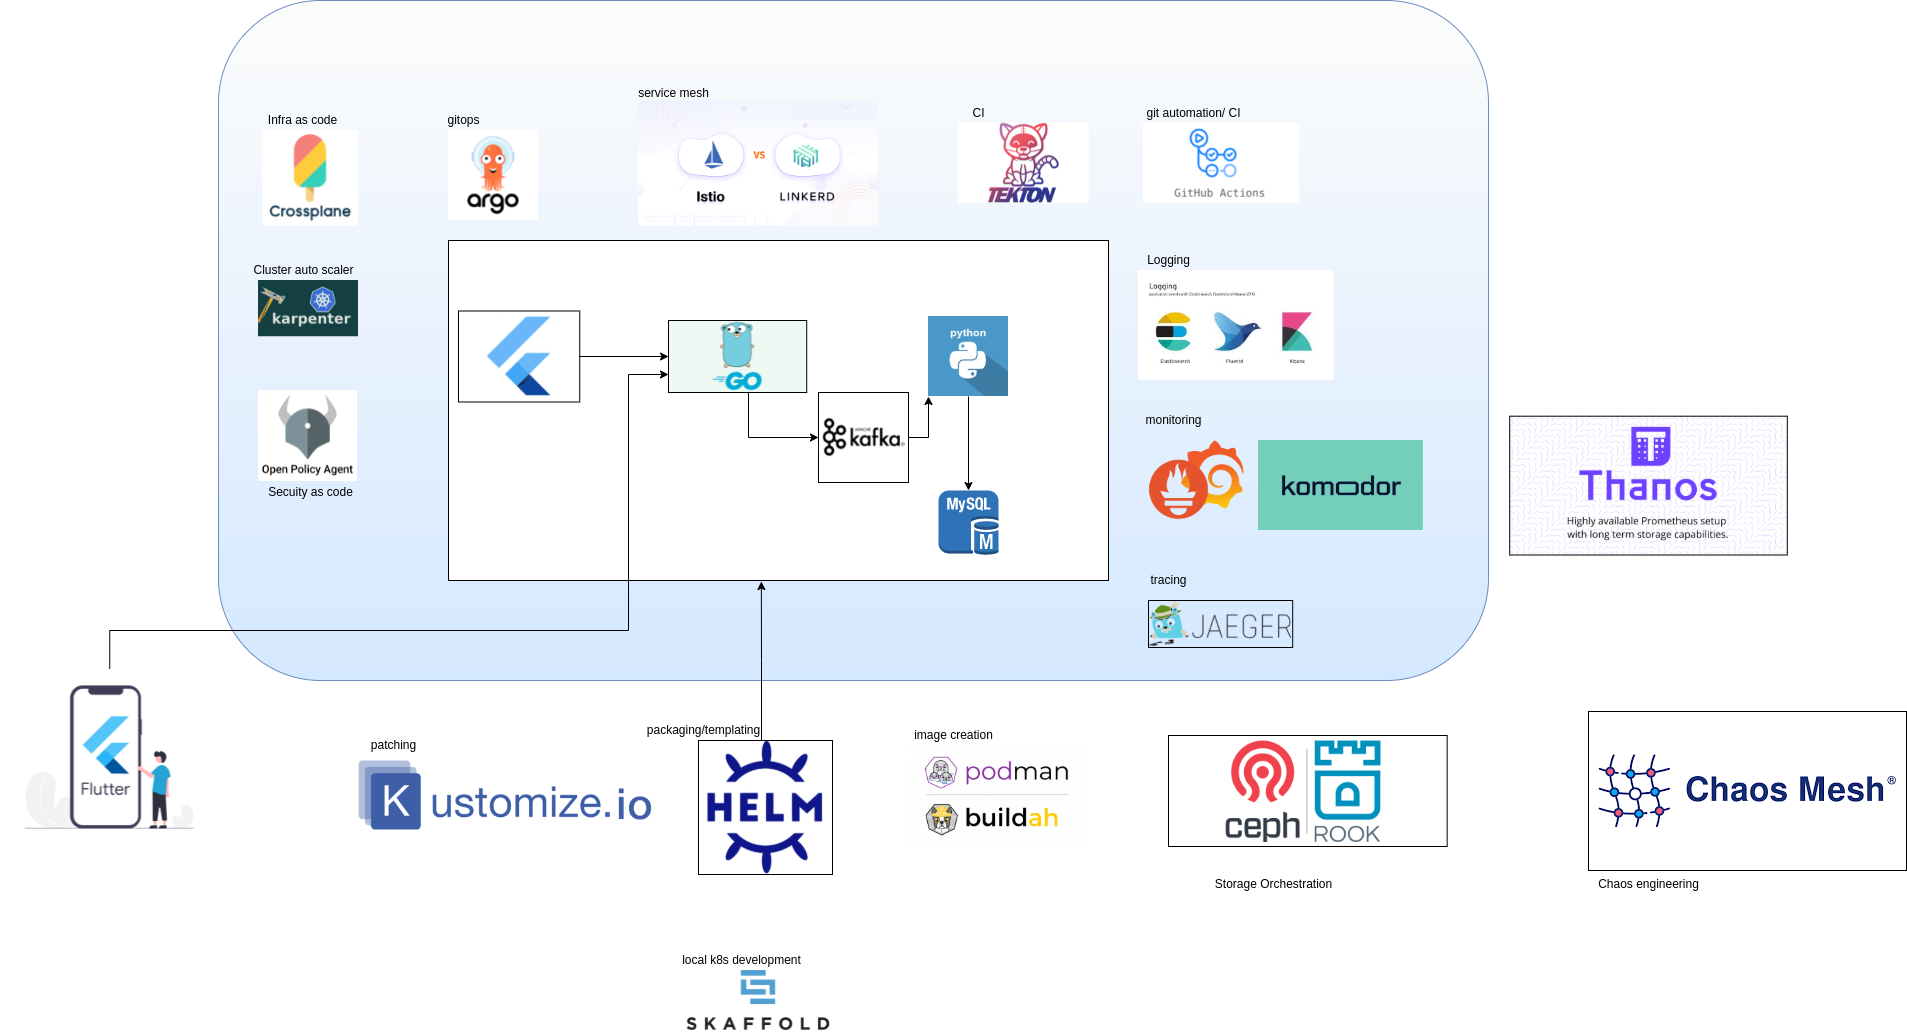 service mesh
Infra as code
gitops
CI
git automation/ CI
Crossplane
argo
Istio
vs
LINKERD
TEKTON
GitHub Actions
Cluster auto scaler
karpenter
Logging
Logging
Elasticsearch
Fluentd
Kibana
python
GO
APACHE
kafka
MySQL
M
Open Policy Agent
Secuity as code
monitoring
komodor
Thanos
Highly available Prometheus setup
with long term storage capabilities.
tracing
JAEGER
Flutter
patching
K
ustomize.io
packaging/templating
HELM
image creation
podman
buildah
ceph
ROOK
Storage Orchestration
Chaos Mesh®
Chaos engineering
local k8s development
SKAFFOLD